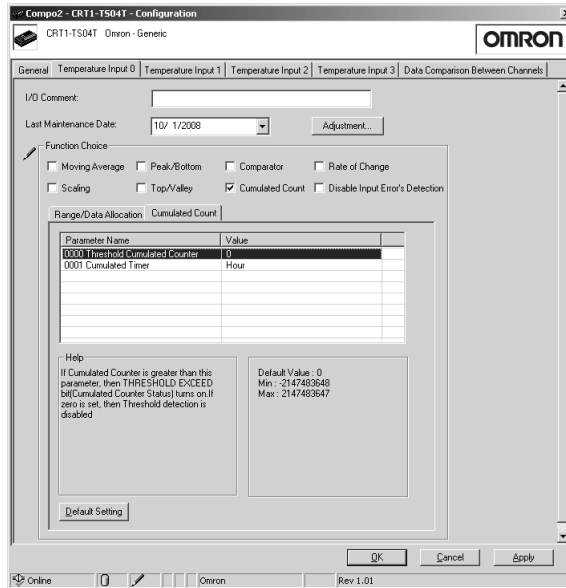 Compo2 - CRT1-TS04T - Configuration
CRT1-TS04T Omron - Generic
OMRON
General Temperature Input 0 Temperature Input 1 Temperature Input 2 Temperature Input 3 Data Comparison Between Channels
I/O Comment:
Last Maintenance Date: 10/ 1/2008 Adjustment...
Function Choice
Moving Average Peak/Bottom Comparator Rate of Change
Scaling Top/Valley Cumulated Count Disable Input Error's Detection
Range/Data Allocation Cumulated Count
Parameter Name Value
0000 Threshold Cumulated Counter 0
0001 Cumulated Timer Hour
Help
If Cumulated Counter is greater than this
parameter, then THRESHOLD EXCEED
bit(Cumulated Counter Status) turns on.If
zero is set, then Threshold detection is
disabled
Default Value : 0
Min : -2147483648
Max : 2147483647
Default Setting
OK Cancel Apply
Online Omron Rev 1.01